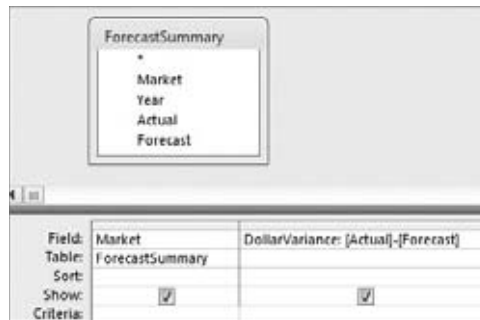 ForecastSummary
*
Market
Year
Actual
Forecast
Field: Market DollarVariance: [Actual]-[Forecast]
Table: ForecastSummary
Sort:
Show:
Criteria: